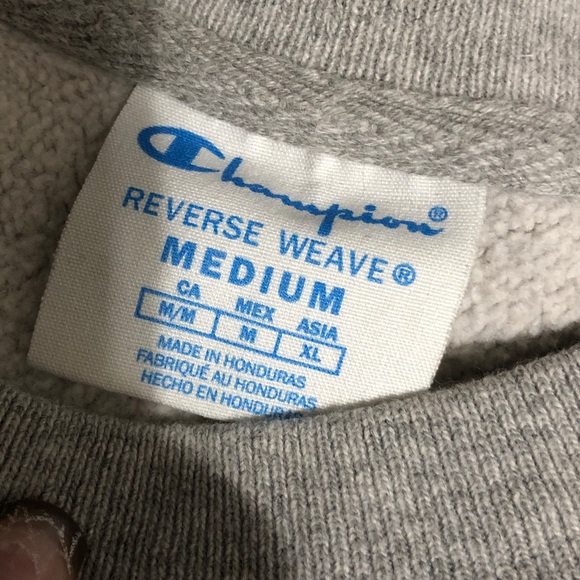 Champion®
REVERSE WEAVE®
MEDIUM
CA MEX ASIA
M/M M XL
MADE IN HONDURAS
FABRIQUÉ AU HONDURAS
HECHO EN HONDURAS